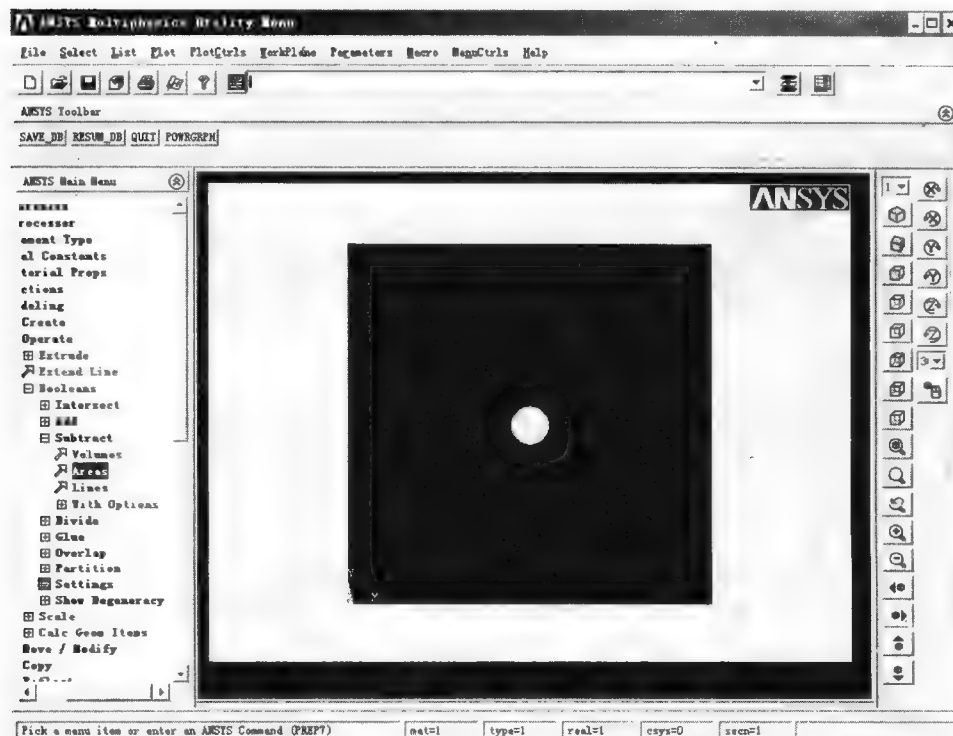 ANSYS Multiphysics Utility Menu
File Select List Plot PlotCtrls WorkPlane Parameters Macro MenuCtrls Help
ANSYS Toolbar
SAVE_DB RESUM_DB QUIT POWRGRPH
ANSYS Main Menu
rocessor
ement Type
al Constants
terial Props
ctions
deling
Create
Operate
Extrude
Extend Line
Booleans
Intersect
Add
Subtract
Volumes
Areas
Lines
With Options
Divide
Glue
Overlap
Partition
Settings
Show Degeneracy
Scale
Calc Geom Items
Move / Modify
Copy
ANSYS
1
3
Pick a menu item or enter an ANSYS Command (PREP7)
mat=1
type=1
real=1
csys=0
secn=1